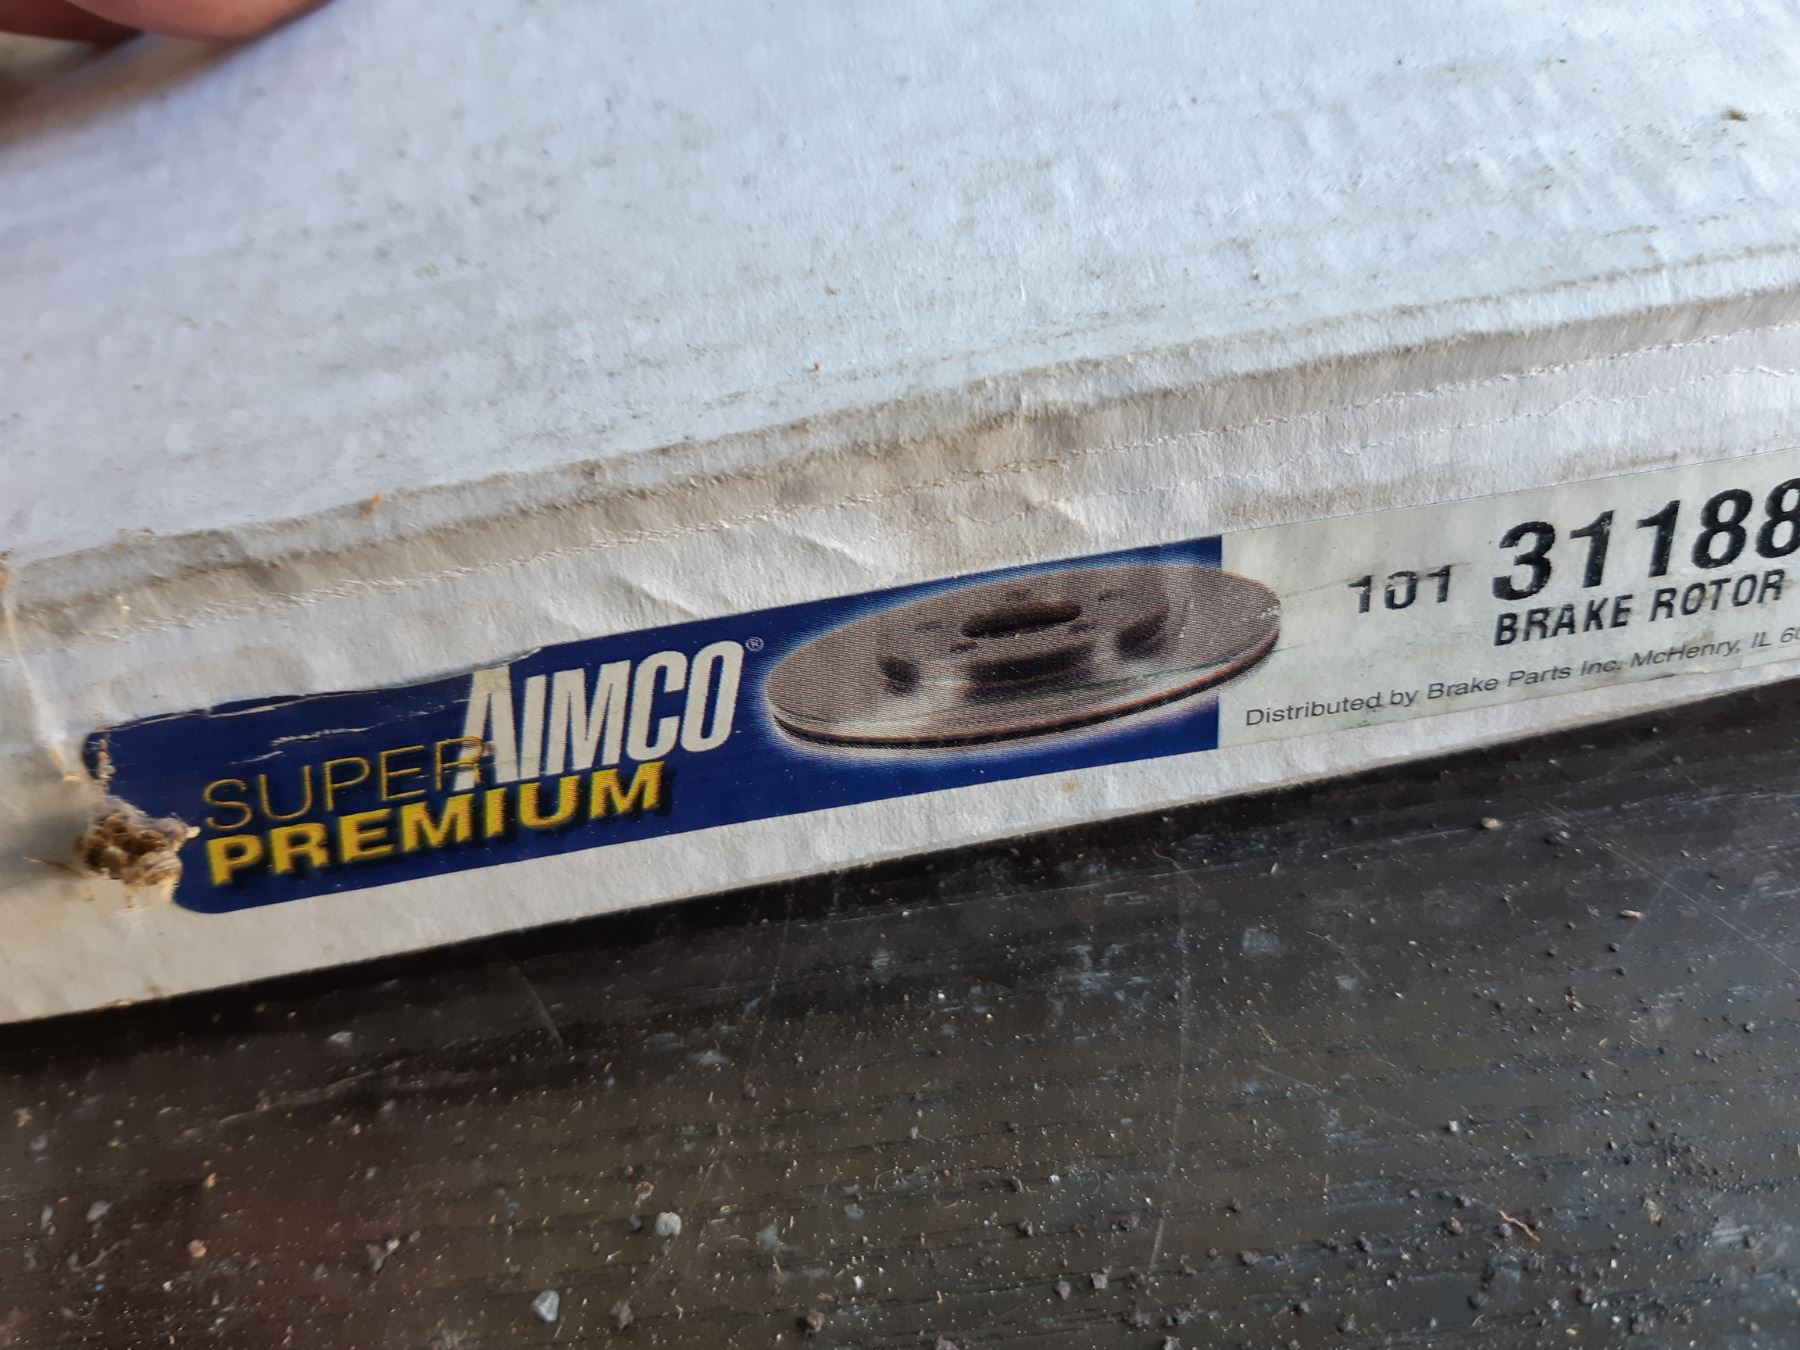 AIMCO®
SUPER
PREMIUM
101 31188
BRAKE ROTOR
Distributed by Brake Parts Inc. McHenry, IL